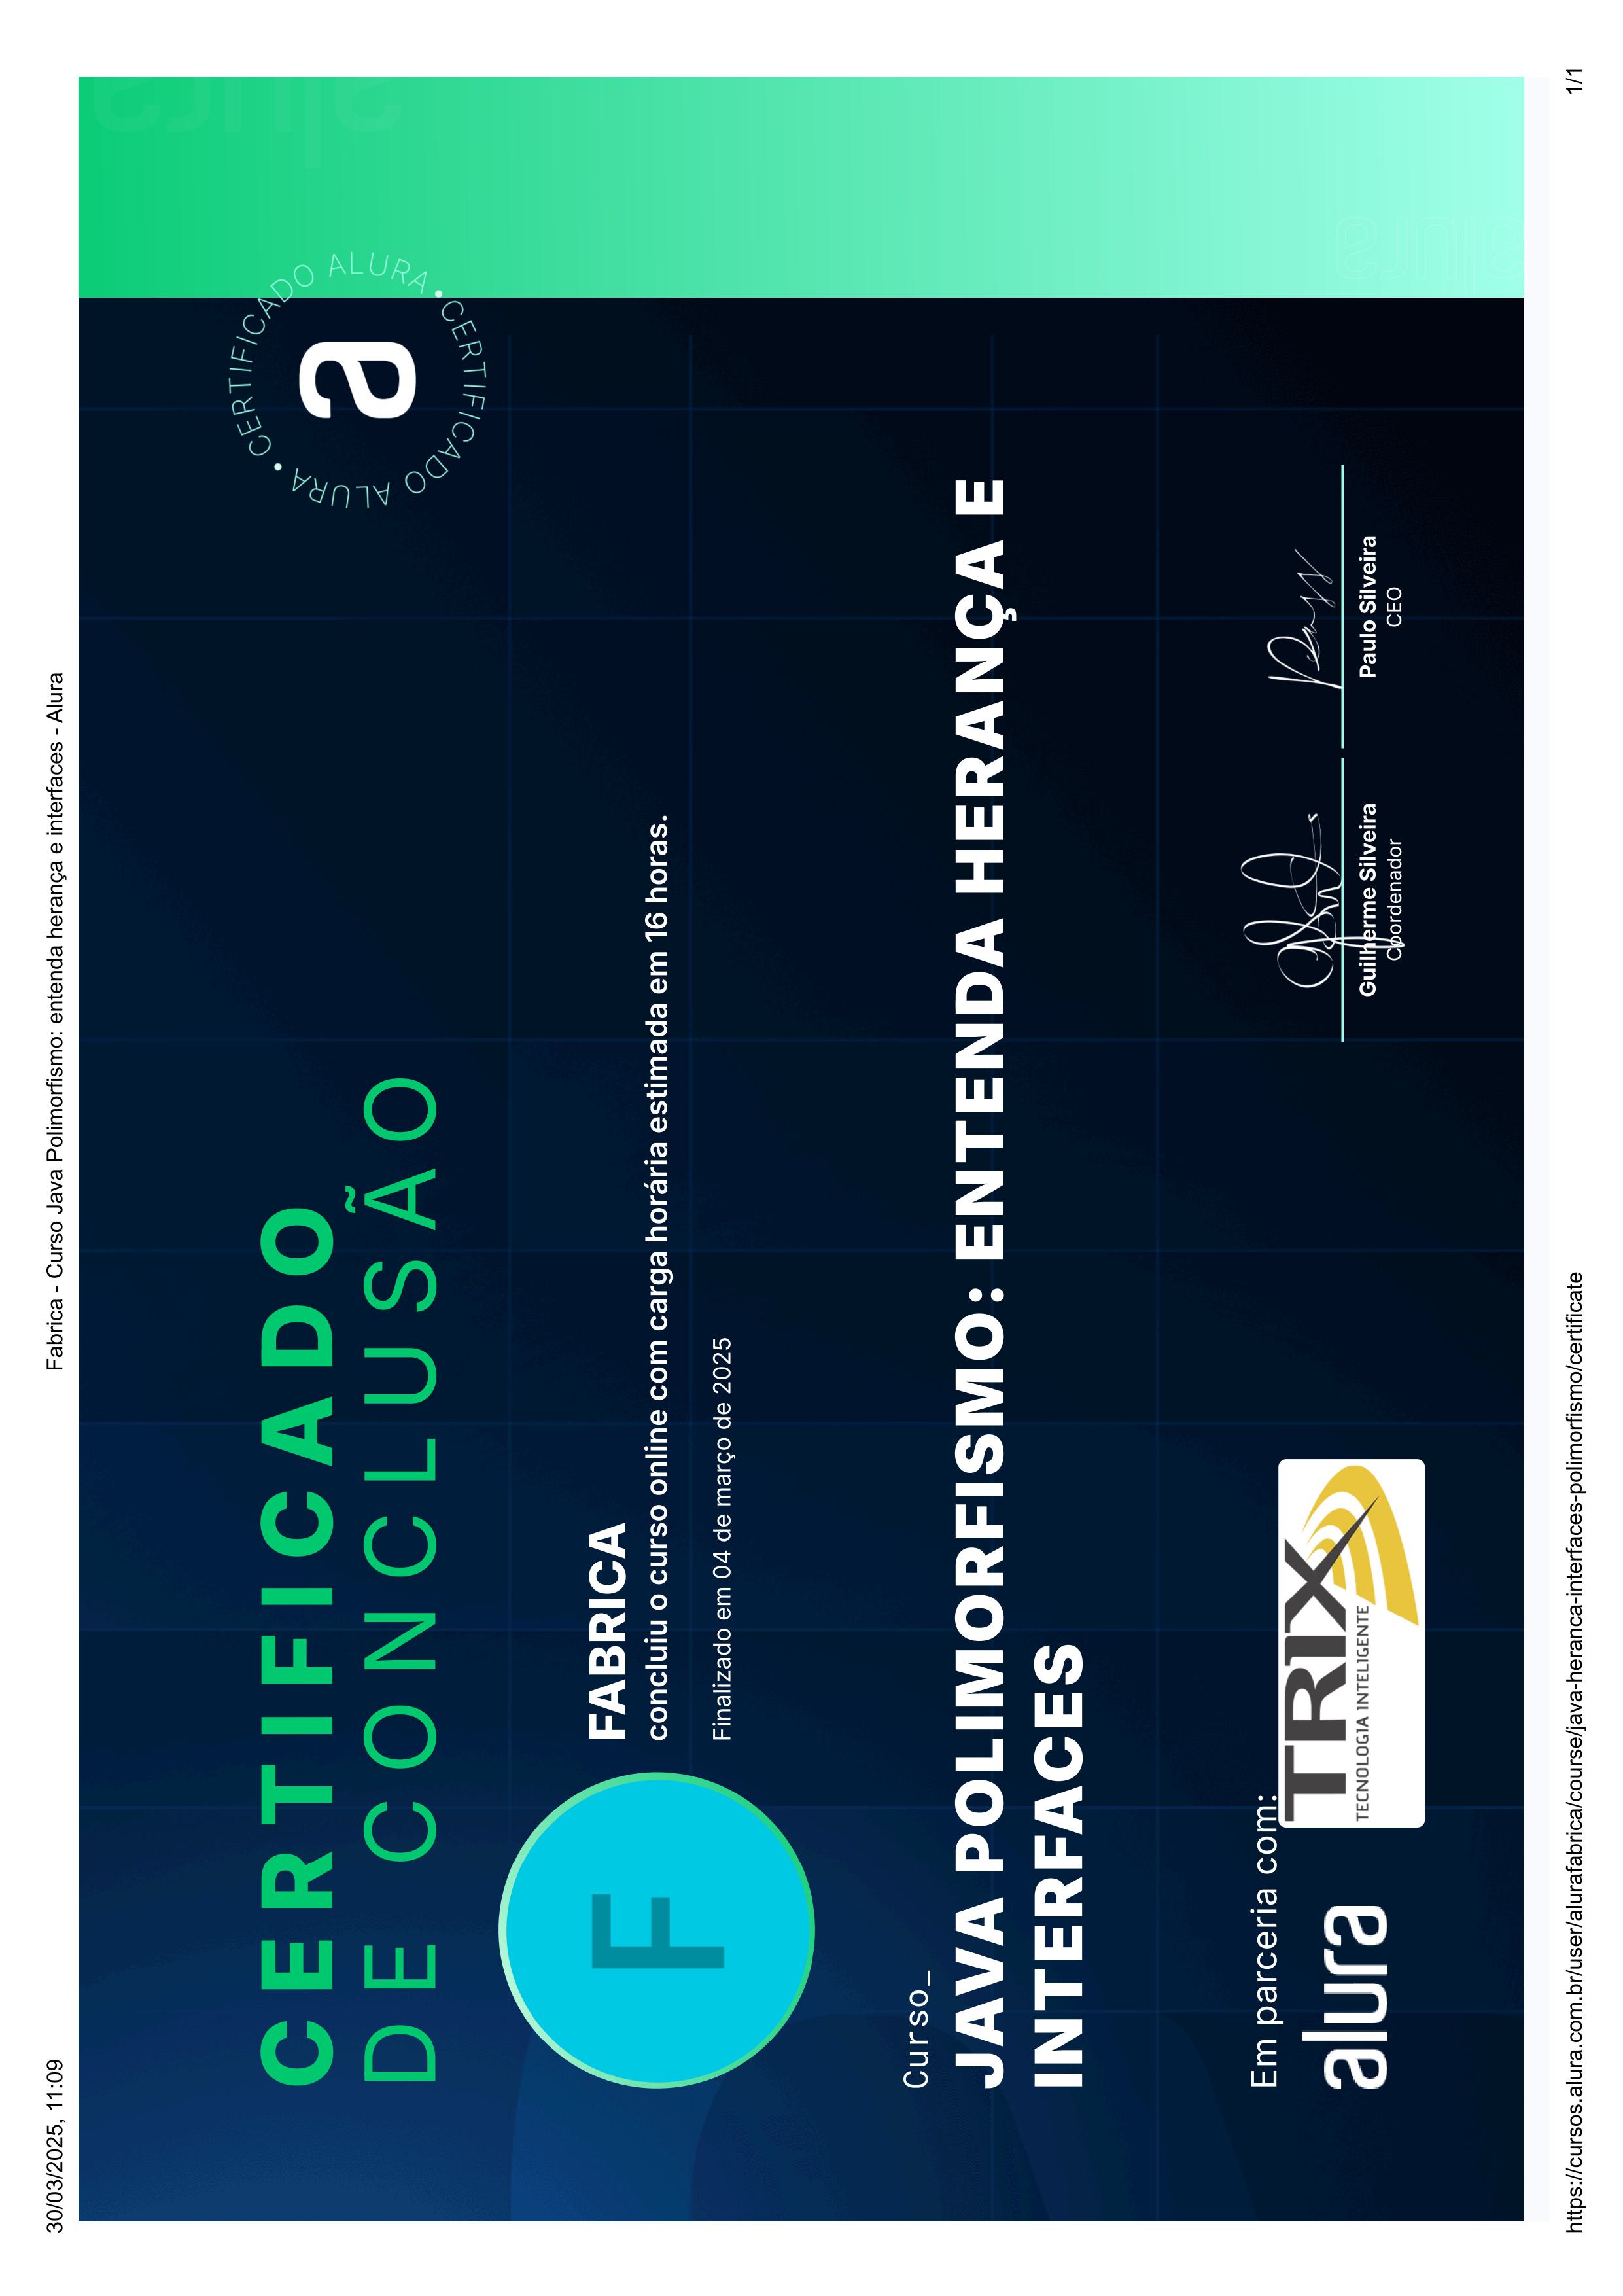 30/03/2025, 11:09
Fabrica - Curso Java Polimorfismo: entenda herança e interfaces - Alura
CERTIFICADO
DE CONCLUSÃO
CERTIFICADO ALURA • CERTIFICADO ALURA •
a
F
FABRICA
concluiu o curso online com carga horária estimada em 16 horas.
Finalizado em 04 de março de 2025
Curso_
JAVA POLIMORFISMO: ENTENDA HERANÇA E
INTERFACES
Em parceria com:
alura
TRIX
TECNOLOGIA INTELIGENTE
Guilherme Silveira
Coordenador
Paulo Silveira
CEO
alura
alura
https://cursos.alura.com.br/user/alurafabrica/course/java-heranca-interfaces-polimorfismo/certificate
1/1